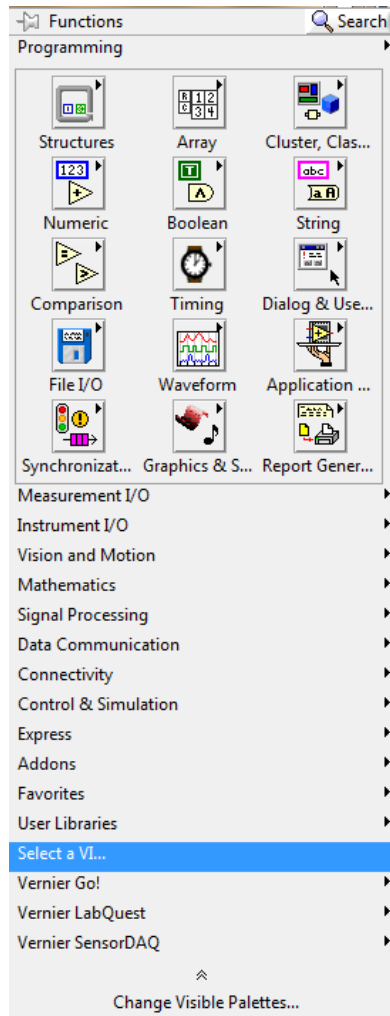 Functions Search
Programming
Structures Array Cluster, Clas...
Numeric Boolean String
Comparison Timing Dialog & Use...
File I/O Waveform Application ...
Synchronizat... Graphics & S... Report Gener...
Measurement I/O
Instrument I/O
Vision and Motion
Mathematics
Signal Processing
Data Communication
Connectivity
Control & Simulation
Express
Addons
Favorites
User Libraries
Select a VI...
Vernier Go!
Vernier LabQuest
Vernier SensorDAQ
Change Visible Palettes...